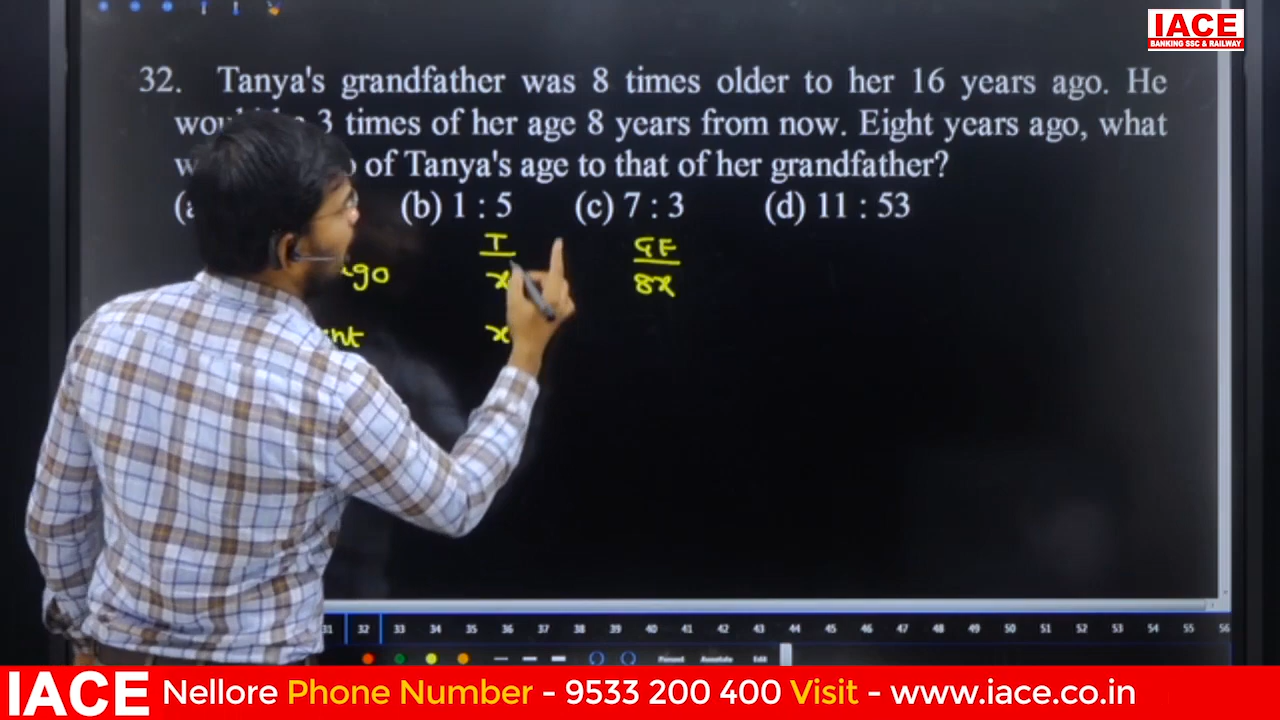 IACE
BANKING SSC & RAILWAY
32. Tanya's grandfather was 8 times older to her 16 years ago. He
3 times of her age 8 years from now. Eight years ago, what
of Tanya's age to that of her grandfather?
(b) 1 : 5 (c) 7 : 3 (d) 11 : 53
T GF
ago x 8x
x
31 32 33 34 35 36 37 38 39 40 41 42 43 44 45 46 47 48 49 50 51 52 53 54 55 56
Present Annotate Edit
IACE Nellore Phone Number - 9533 200 400 Visit - www.iace.co.in